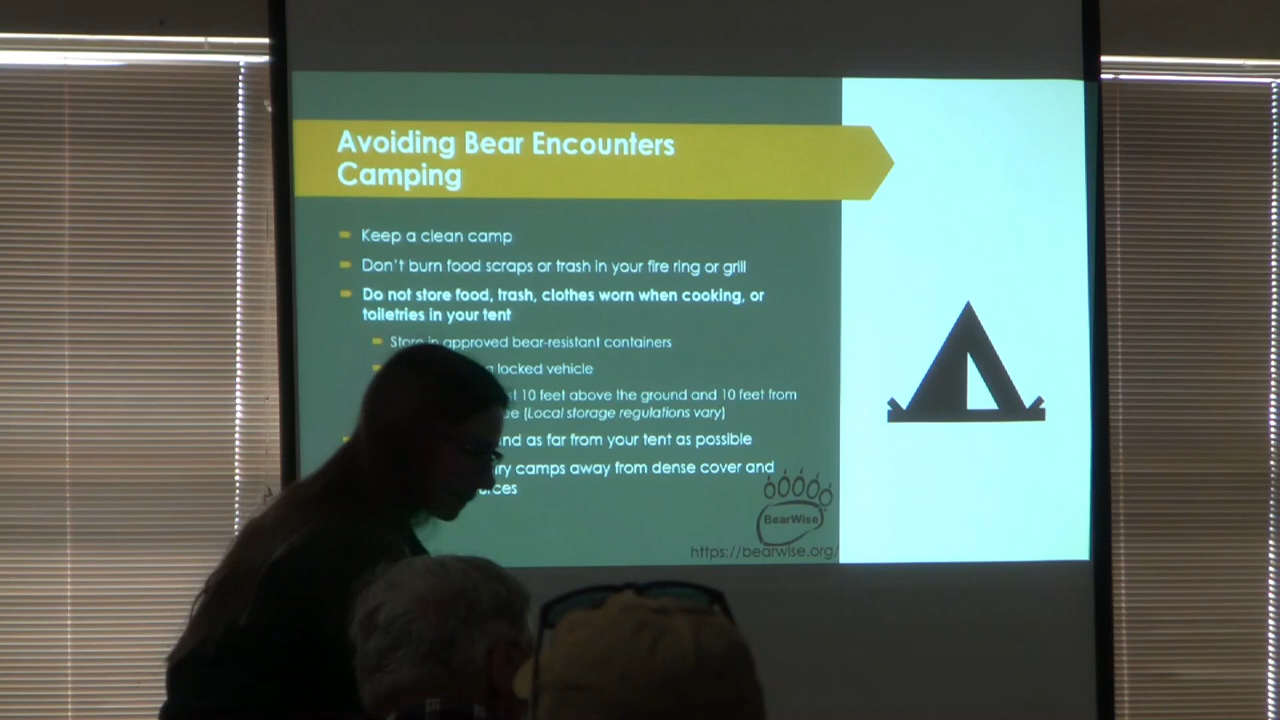 Avoiding Bear Encounters
Camping
Keep a clean camp
Don't burn food scraps or trash in your fire ring or grill
Do not store food, trash, clothes worn when cooking, or
toiletries in your tent
Store in approved bear-resistant containers
locked vehicle
10 feet above the ground and 10 feet from
(Local storage regulations vary)
as far from your tent as possible
camps away from dense cover and
BearWise
https://bearwise.org/